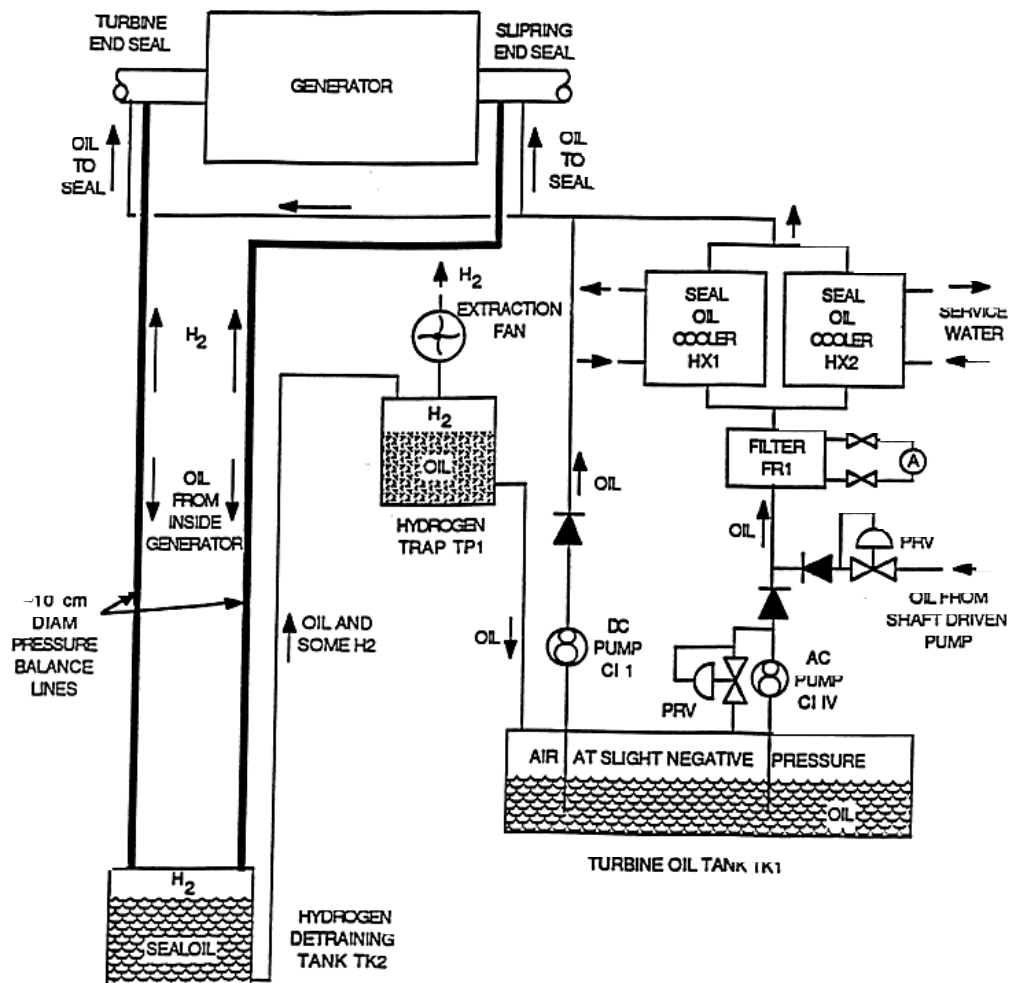 TURBINE
END SEAL
SLIPRING
END SEAL
GENERATOR
OIL
TO
SEAL
OIL
TO
SEAL
H2
H2
EXTRACTION
FAN
SEAL
OIL
COOLER
HX1
SEAL
OIL
COOLER
HX2
SERVICE
WATER
H2
OIL
HYDROGEN
TRAP TP1
FILTER
FR1
A
OIL
FROM
INSIDE
GENERATOR
OIL
OIL
PRV
OIL FROM
SHAFT DRIVEN
PUMP
~10 cm
DIAM
PRESSURE
BALANCE
LINES
OIL AND
SOME H2
OIL
DC
PUMP
CI 1
PRV
AC
PUMP
CI IV
AIR AT SLIGHT NEGATIVE PRESSURE
OIL
TURBINE OIL TANK TK1
H2
SEAL OIL
HYDROGEN
DETRAINING
TANK TK2